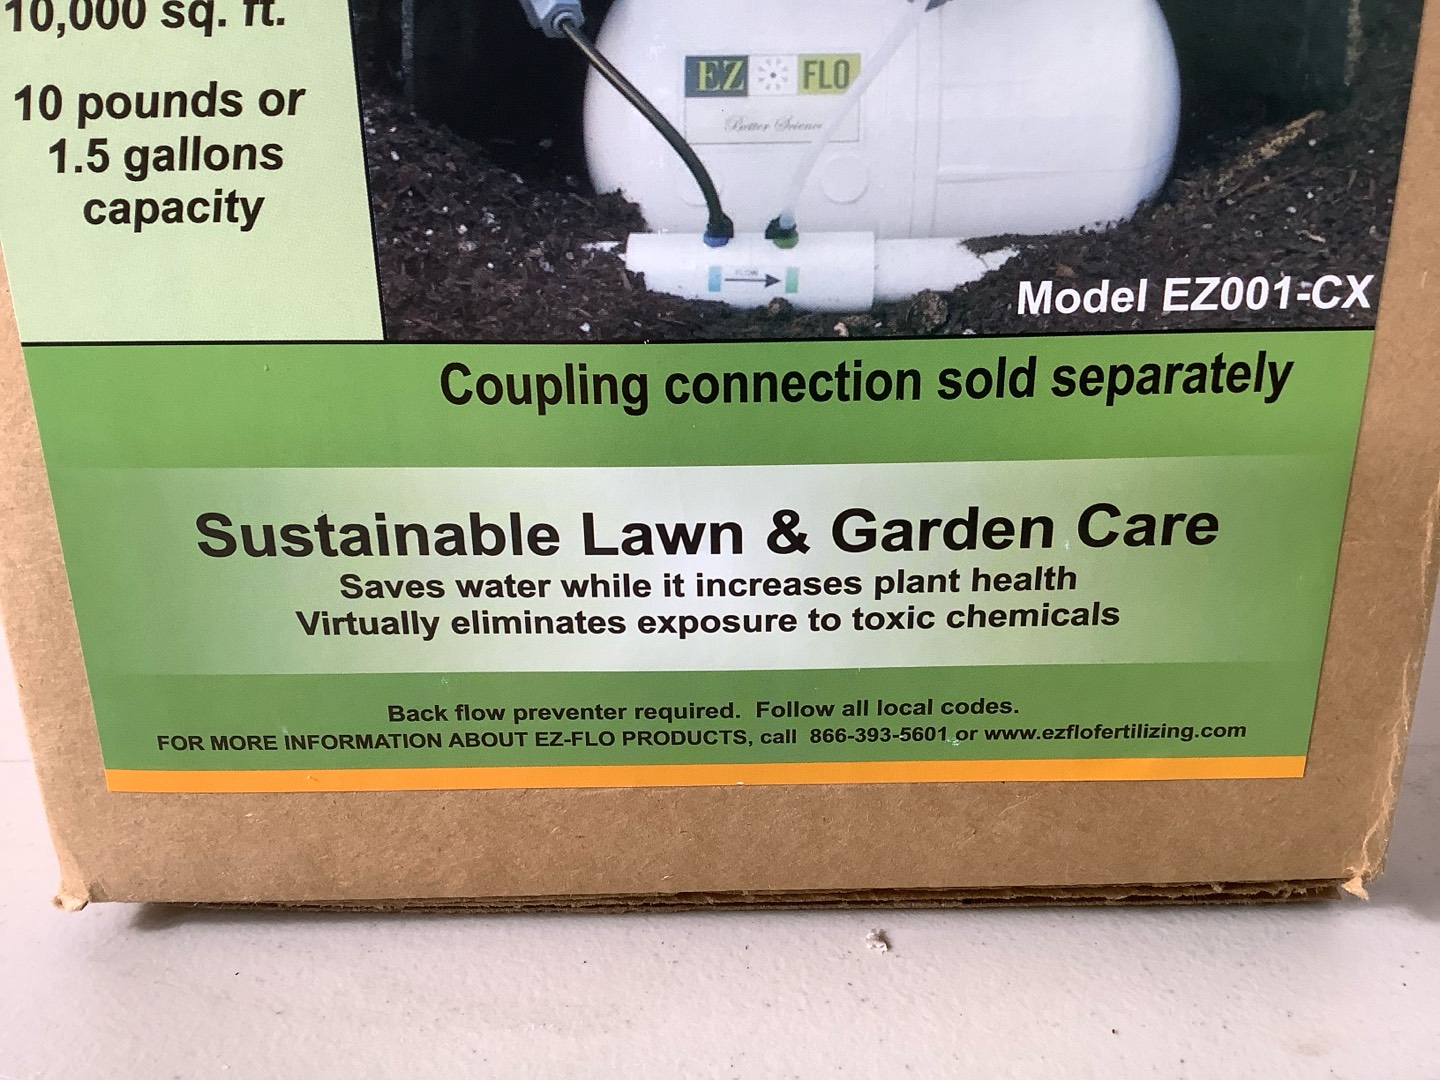 10,000 sq. ft.
10 pounds or
1.5 gallons
capacity
EZ FLO
Better Science
FLOW
Model EZ001-CX
Coupling connection sold separately
Sustainable Lawn & Garden Care
Saves water while it increases plant health
Virtually eliminates exposure to toxic chemicals
Back flow preventer required. Follow all local codes.
FOR MORE INFORMATION ABOUT EZ-FLO PRODUCTS, call 866-393-5601 or www.ezflofertilizing.com